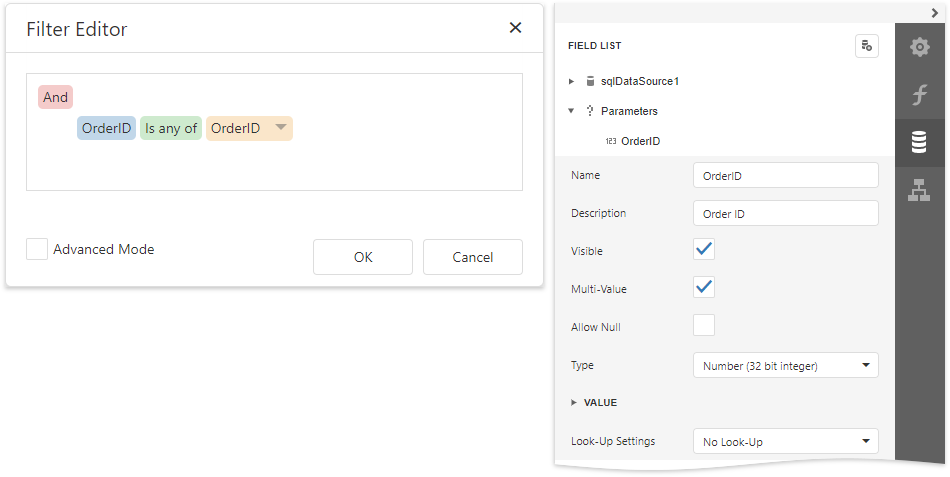 Filter Editor
And
OrderID Is any of OrderID
Advanced Mode
OK
Cancel
FIELD LIST
sqlDataSource1
Parameters
123 OrderID
Name OrderID
Description Order ID
Visible
Multi-Value
Allow Null
Type Number (32 bit integer)
VALUE
Look-Up Settings No Look-Up